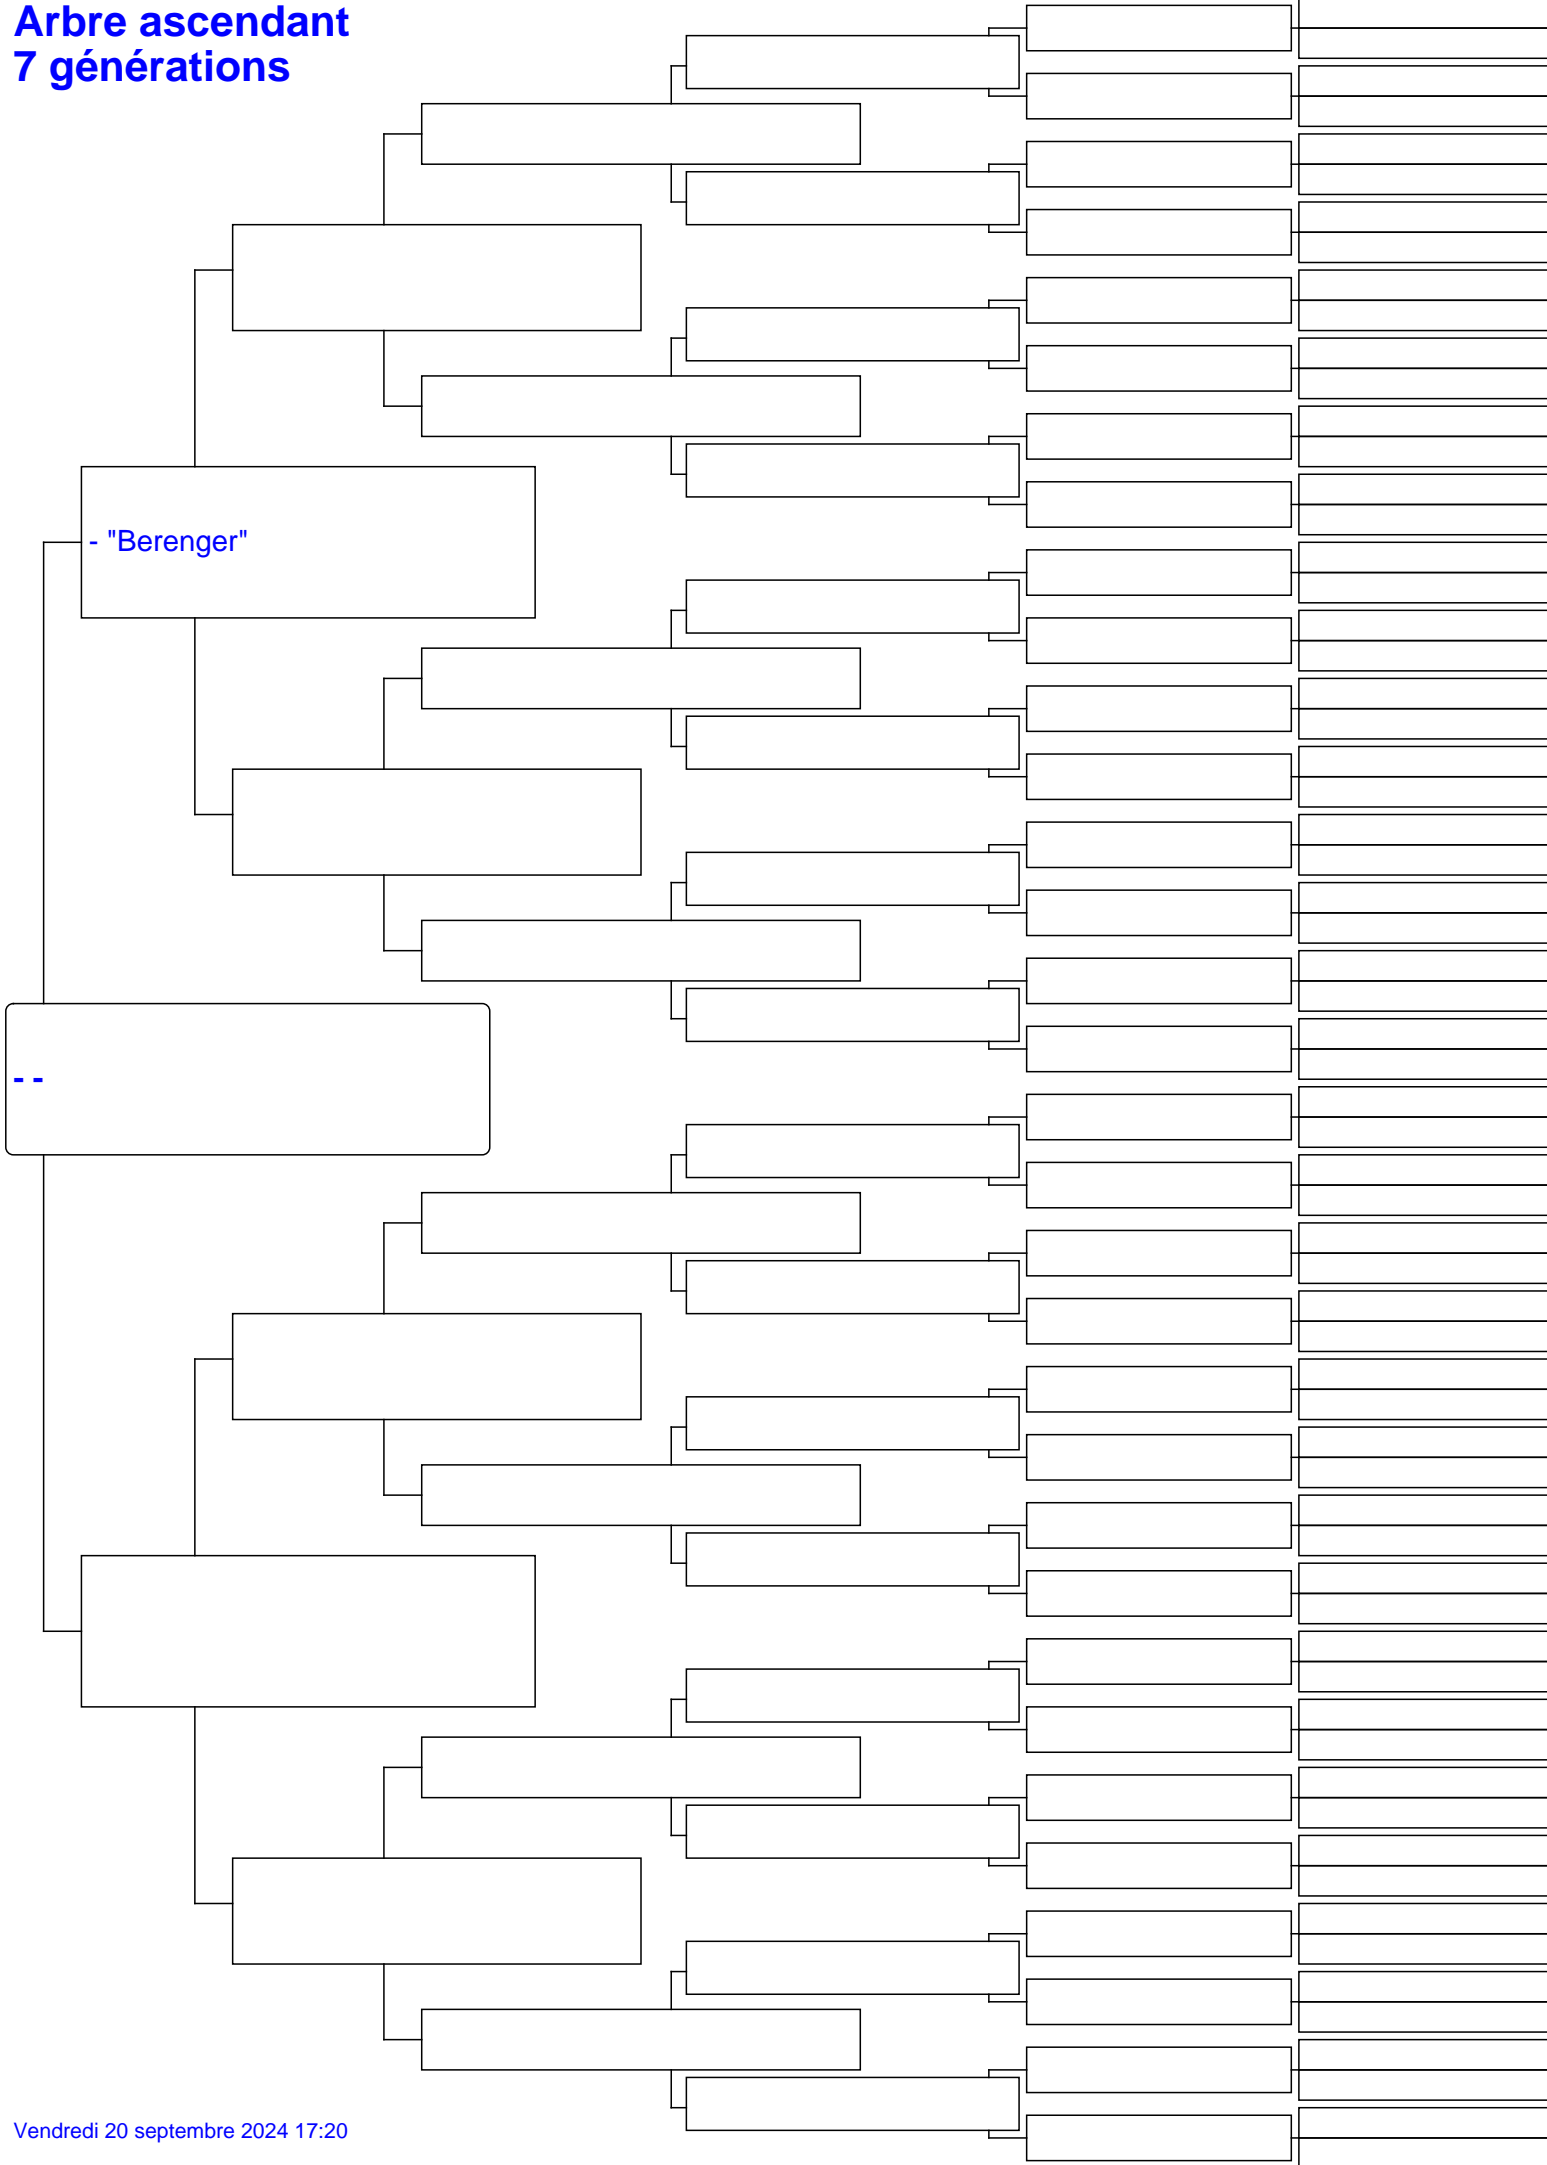 Arbre ascendant
7 générations
- "Berenger"
- -
Vendredi 20 septembre 2024 17:20